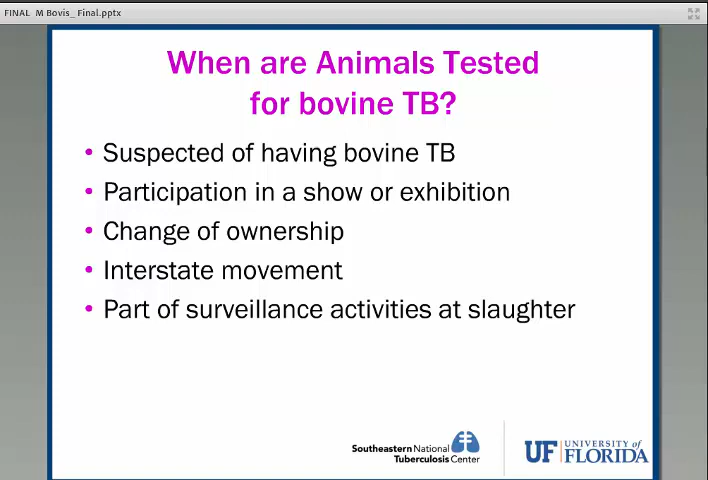 FINAL M Bovis_ Final.pptx
When are Animals Tested
for bovine TB?
• Suspected of having bovine TB
• Participation in a show or exhibition
• Change of ownership
• Interstate movement
• Part of surveillance activities at slaughter
Southeastern National
Tuberculosis Center
UF UNIVERSITY of
FLORIDA